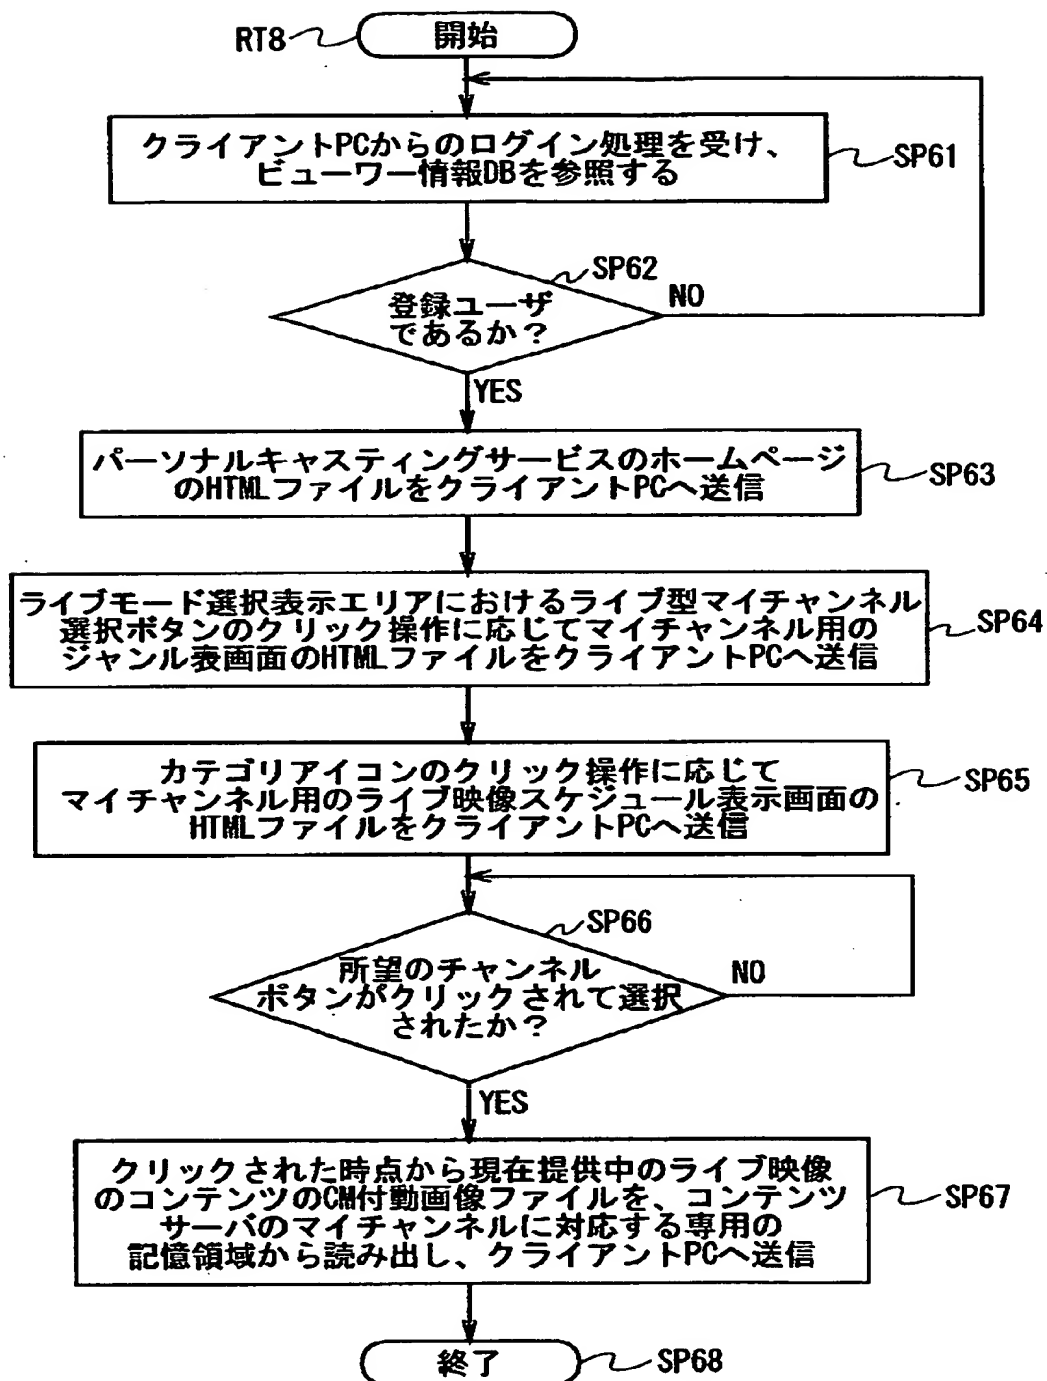 RT8
開始
クライアントPCからのログイン処理を受け、
ビューワー情報DBを参照する
SP61
SP62
登録ユーザ
であるか？
NO
YES
パーソナルキャスティングサービスのホームページ
のHTMLファイルをクライアントPCへ送信
SP63
ライブモード選択表示エリアにおけるライブ型マイチャンネル
選択ボタンのクリック操作に応じてマイチャンネル用の
ジャンル表画面のHTMLファイルをクライアントPCへ送信
SP64
カテゴリアイコンのクリック操作に応じて
マイチャンネル用のライブ映像スケジュール表示画面の
HTMLファイルをクライアントPCへ送信
SP65
SP66
所望のチャンネル
ボタンがクリックされて選択
されたか？
NO
YES
クリックされた時点から現在提供中のライブ映像
のコンテンツのCM付動画像ファイルを、コンテンツ
サーバのマイチャンネルに対応する専用の
記憶領域から読み出し、クライアントPCへ送信
SP67
終了
SP68